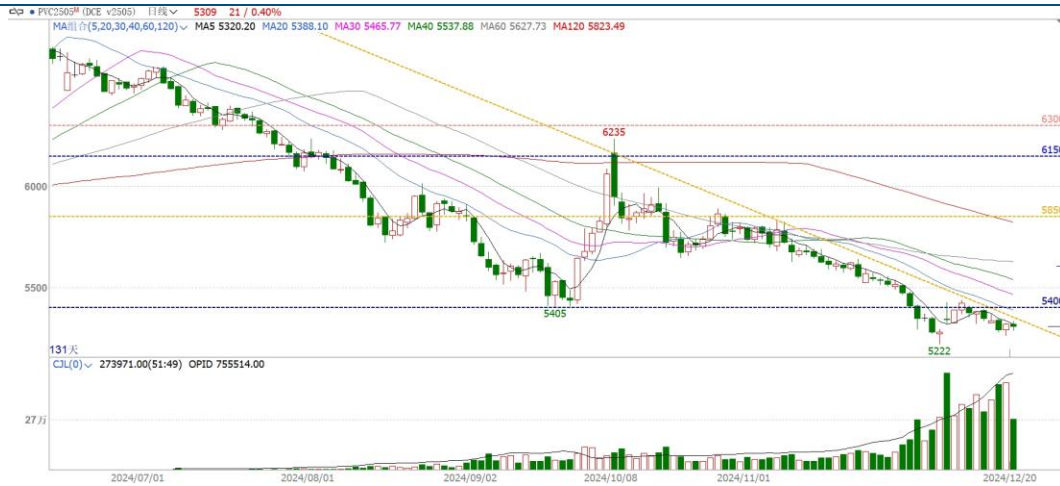 PVC2505M (DCE v2505) 日线 5309 21 / 0.40%
MA组合(5,20,30,40,60,120) MA5 5320.20 MA20 5388.10 MA30 5465.77 MA40 5537.88 MA60 5627.73 MA120 5823.49
6300
6235
6150
6000
5850
5500
5405
5400
131天
5222
CJL(0) 273971.00(51:49) OPID 755514.00
27万
2024/07/01 2024/08/01 2024/09/02 2024/10/08 2024/11/01 2024/12/20